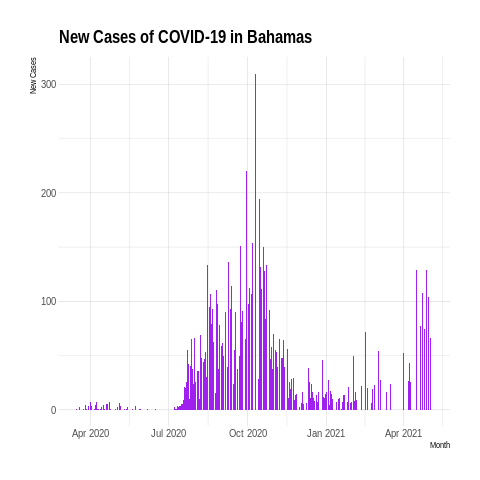 New Cases of COVID-19 in Bahamas
New Cases
300
200
100
0
Apr 2020 Jul 2020 Oct 2020 Jan 2021 Apr 2021
Month